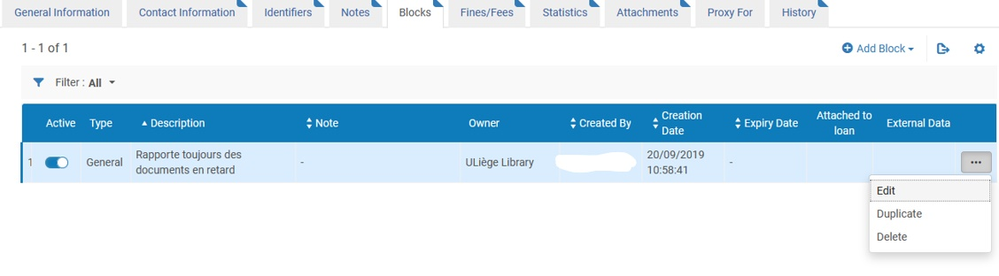 General Information Contact Information Identifiers Notes Blocks Fines/Fees Statistics Attachments Proxy For History
1 - 1 of 1 Add Block
Filter : All
Active Type Description Note Owner Created By Creation Date Expiry Date Attached to loan External Data
1 General Rapporte toujours des documents en retard - ULiège Library 20/09/2019 10:58:41 -
Edit
Duplicate
Delete